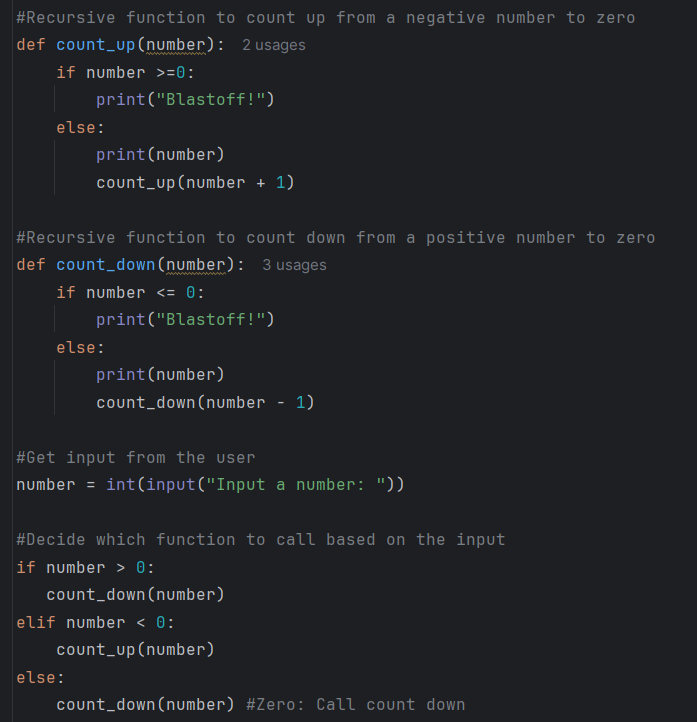 #Recursive function to count up from a negative number to zero
def count_up(number): 2 usages
    if number >=0:
        print("Blastoff!")
    else:
        print(number)
        count_up(number + 1)

#Recursive function to count down from a positive number to zero
def count_down(number): 3 usages
    if number <= 0:
        print("Blastoff!")
    else:
        print(number)
        count_down(number - 1)

#Get input from the user
number = int(input("Input a number: "))

#Decide which function to call based on the input
if number > 0:
   count_down(number)
elif number < 0:
    count_up(number)
else:
    count_down(number) #Zero: Call count down